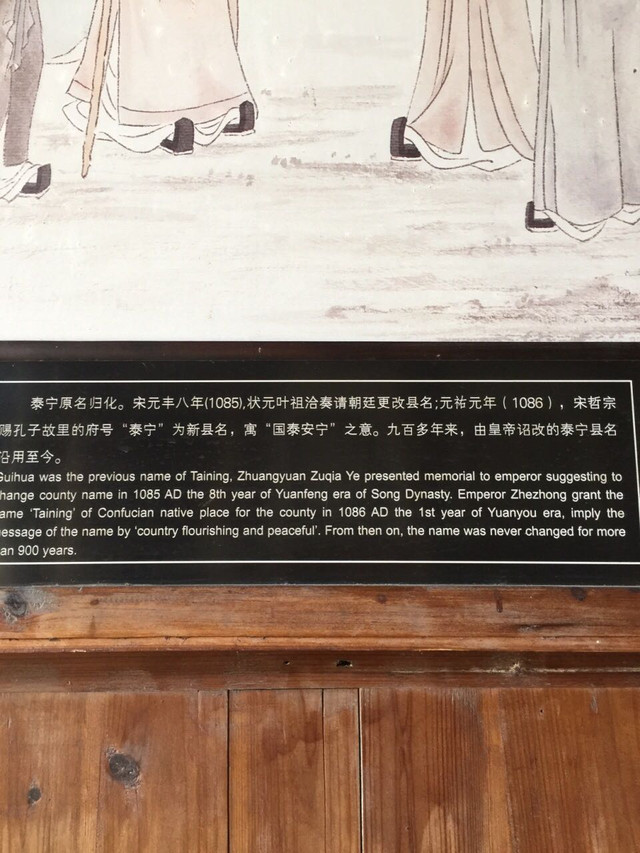 泰宁原名归化。宋元丰八年(1085),状元叶祖洽奏请朝廷更改县名;元祐元年（1086），宋哲宗
赐孔子故里的府号“泰宁”为新县名，寓“国泰安宁”之意。九百多年来，由皇帝诏改的泰宁县名
沿用至今。
Guihua was the previous name of Taining, Zhuangyuan Zuqia Ye presented memorial to emperor suggesting to
hange county name in 1085 AD the 8th year of Yuanfeng era of Song Dynasty. Emperor Zhezhong grant the
ame ‘Taining’ of Confucian native place for the county in 1086 AD the 1st year of Yuanyou era, imply the
essage of the name by ‘country flourishing and peaceful’. From then on, the name was never changed for more
an 900 years.